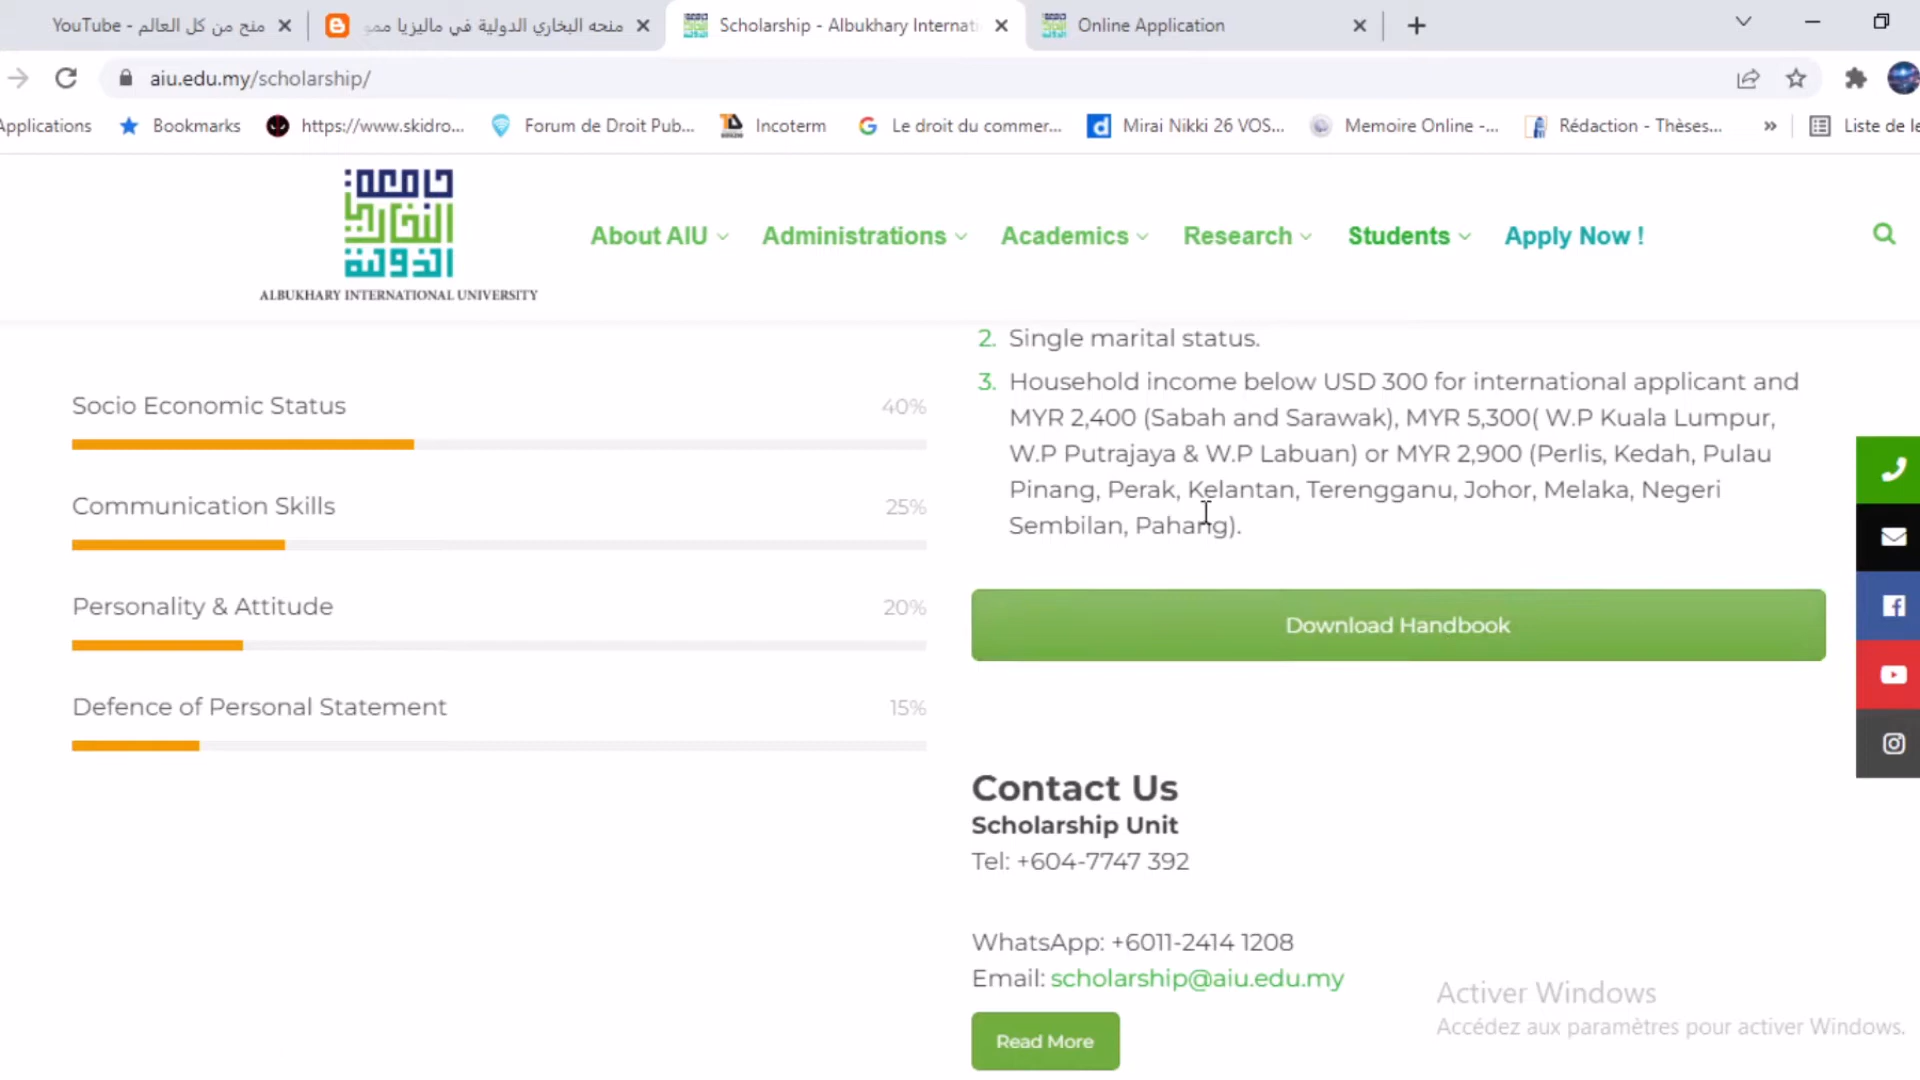 منح من كل العالم - YouTube
منحه البخاري الدولية في ماليزيا ممو
Scholarship - Albukhary Internati
Online Application
aiu.edu.my/scholarship/
Applications
Bookmarks
https://www.skidro...
Forum de Droit Pub...
Incoterm
Le droit du commer...
Mirai Nikki 26 VOS...
Memoire Online -...
Rédaction - Thèses...
»
Liste de le
جامعة
البخاري
الدولية
ALBUKHARY INTERNATIONAL UNIVERSITY
About AIU
Administrations
Academics
Research
Students
Apply Now !
Socio Economic Status 40%
Communication Skills 25%
Personality & Attitude 20%
Defence of Personal Statement 15%
2. Single marital status.
3. Household income below USD 300 for international applicant and
MYR 2,400 (Sabah and Sarawak), MYR 5,300( W.P Kuala Lumpur,
W.P Putrajaya & W.P Labuan) or MYR 2,900 (Perlis, Kedah, Pulau
Pinang, Perak, Kelantan, Terengganu, Johor, Melaka, Negeri
Sembilan, Pahang).
Download Handbook
Contact Us
Scholarship Unit
Tel: +604-7747 392
WhatsApp: +6011-2414 1208
Email: scholarship@aiu.edu.my
Read More
Activer Windows
Accédez aux paramètres pour activer Windows.